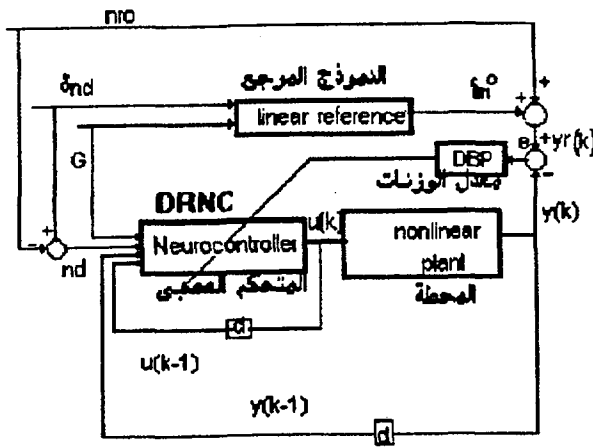 nro
δnd
النموذج المرجع
linear reference
G
+
+
e
+yr(k)
-
DBP
معدل الوزنات
DRNC
u[k]
y(k)
Neurocontroller
nonlinear
plant
+
-
nd
المتحكم العصبي
المحطة
d
u(k-1)
y(k-1)
d